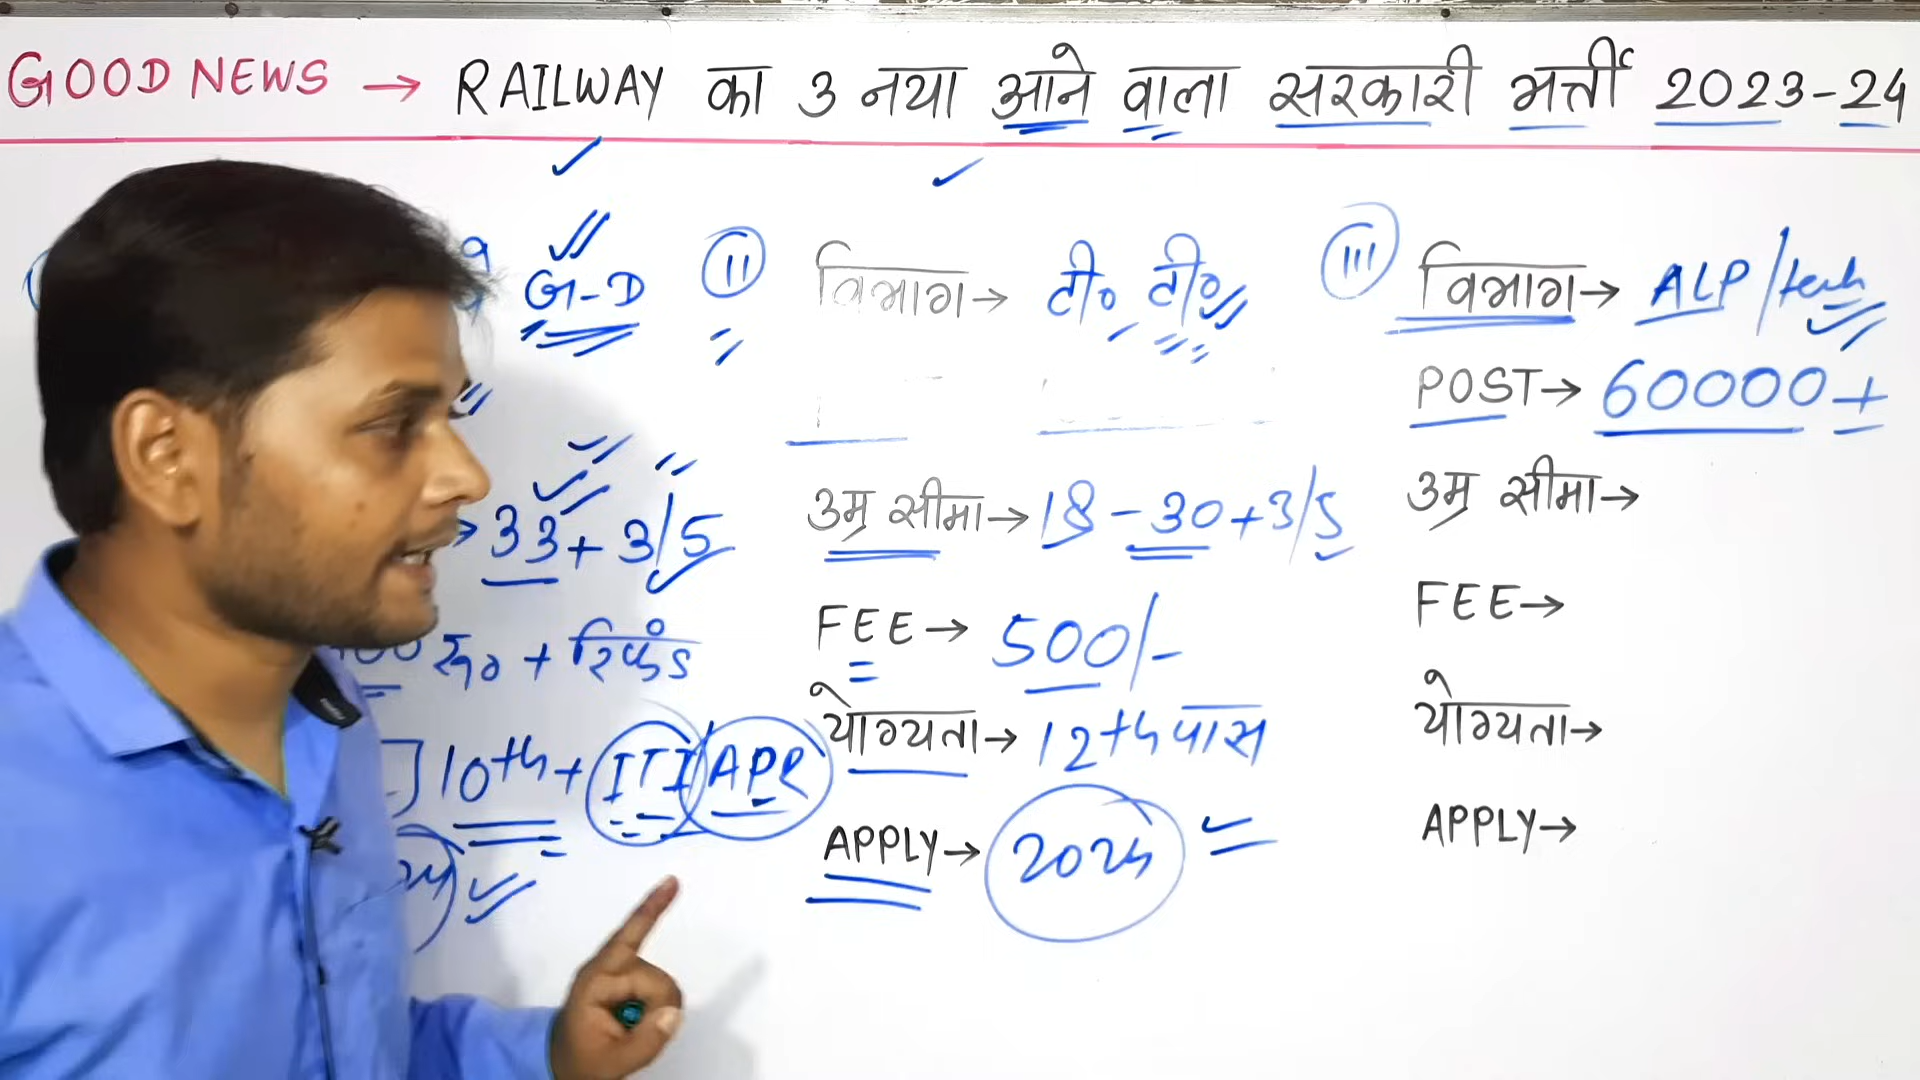 GOOD NEWS → RAILWAY का 3 नया आने वाला सरकारी भर्ती 2023-24
G-D
→ 33 + 3/5
00 रू० + रिफंड
10th + ITI/APR
II
विभाग → टी० टी०
उम्र सीमा → 18 - 30 + 3/5
FEE → 500/-
योग्यता → 12th पास
APPLY → 2024
III
विभाग → ALP/tech
POST → 60000+
उम्र सीमा →
FEE →
योग्यता →
APPLY →